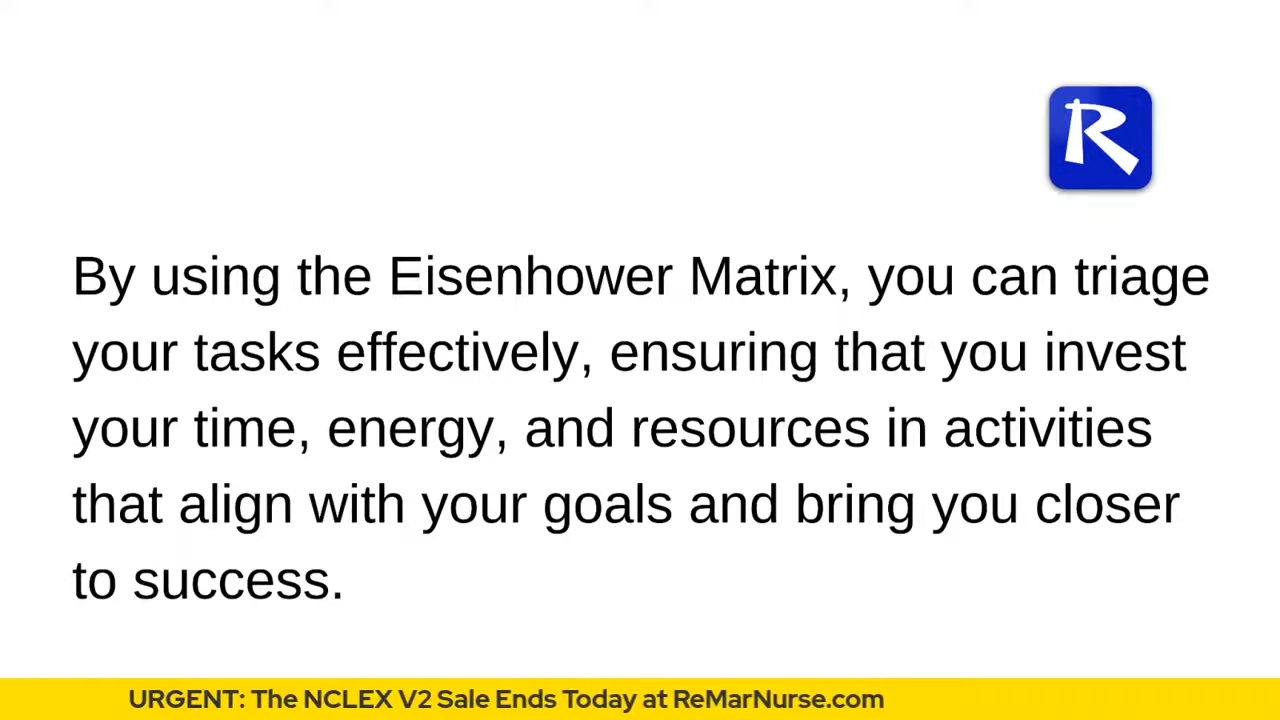 R
By using the Eisenhower Matrix, you can triage
your tasks effectively, ensuring that you invest
your time, energy, and resources in activities
that align with your goals and bring you closer
to success.
URGENT: The NCLEX V2 Sale Ends Today at ReMarNurse.com